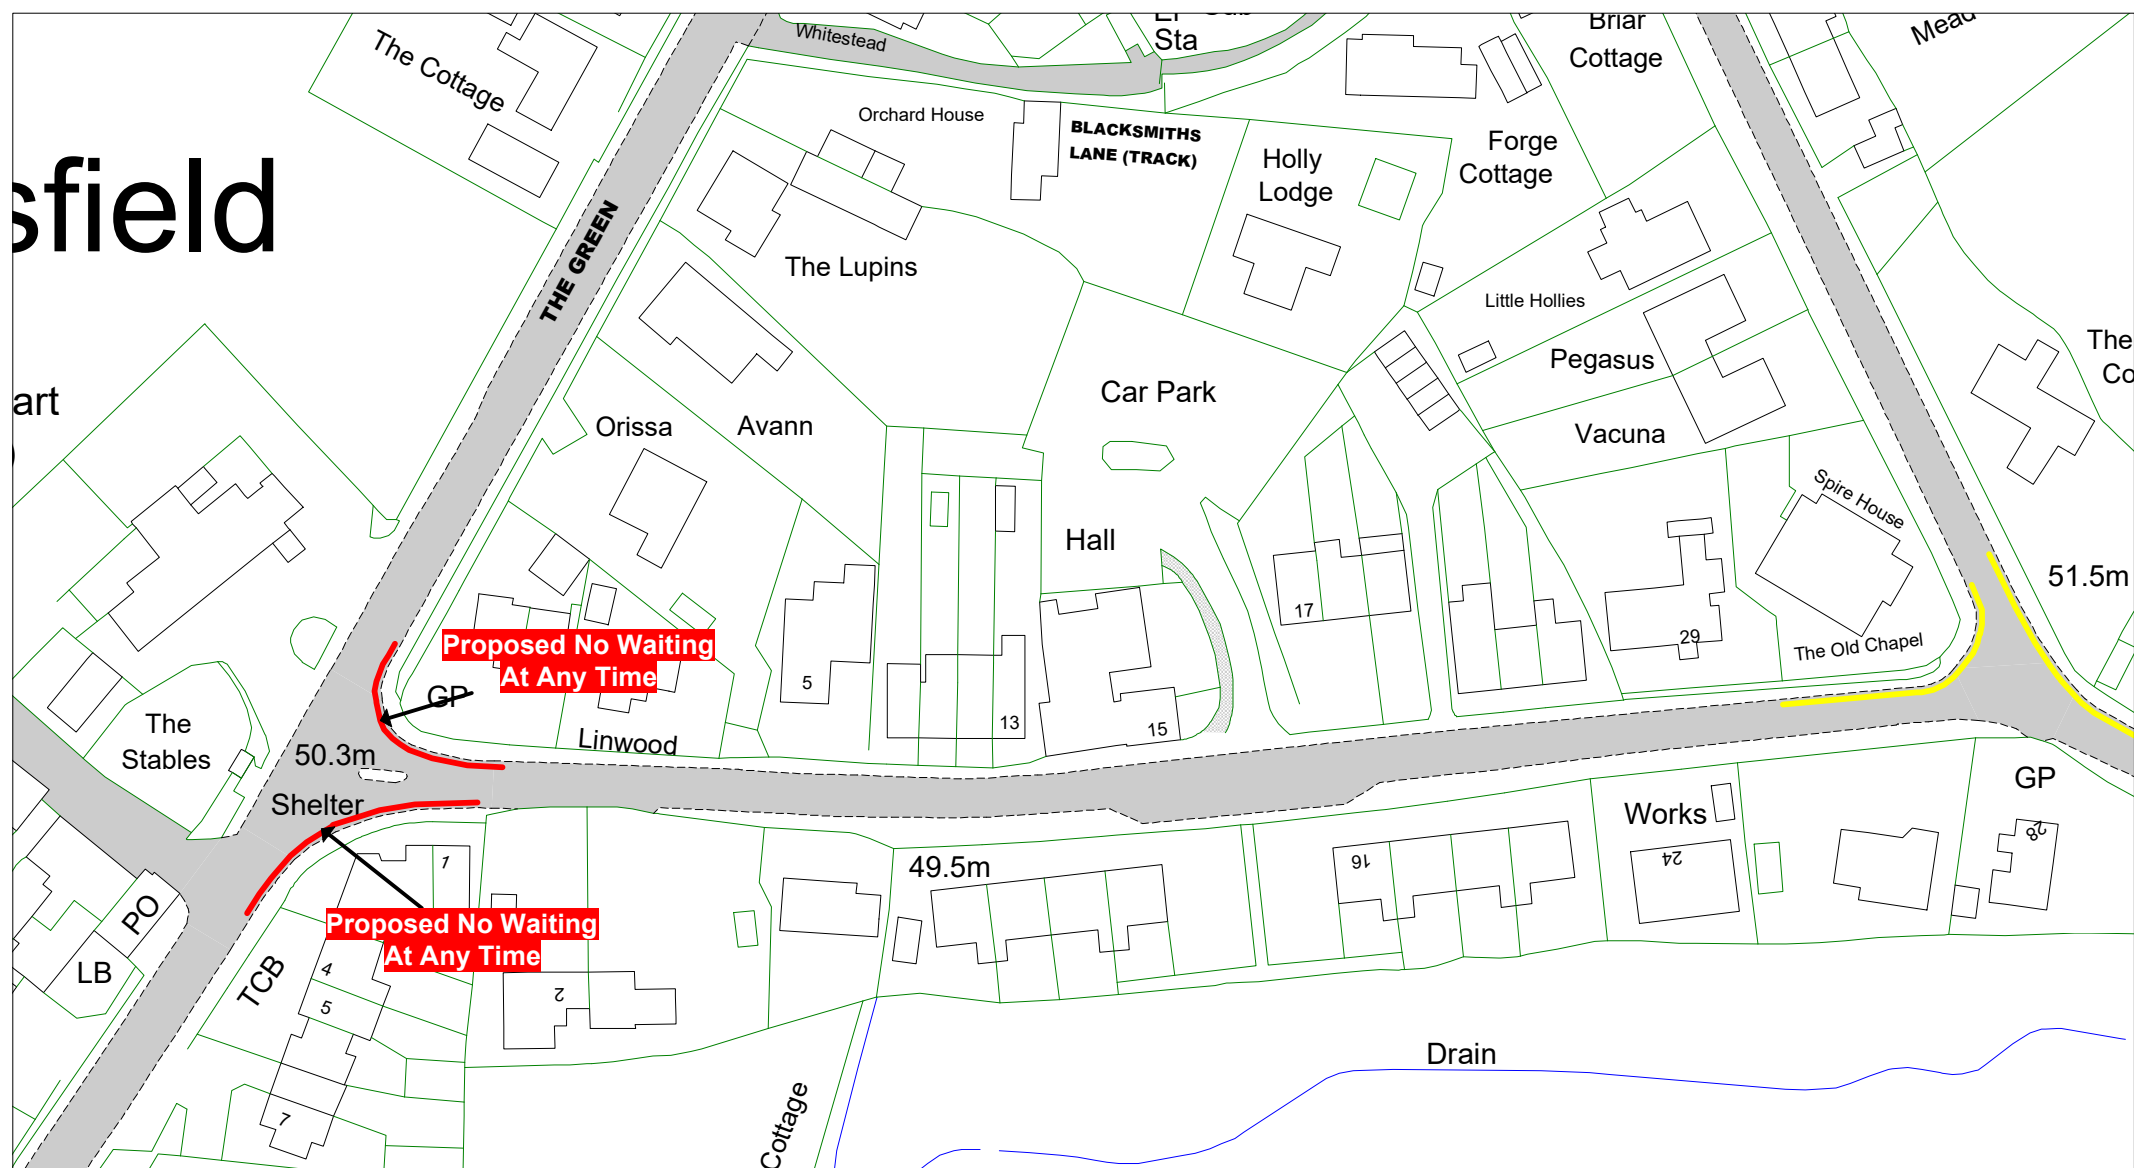 Whitestead
Sta
Briar
Cottage
Mead
The Cottage
Orchard House
BLACKSMITHS
LANE (TRACK)
Holly
Lodge
Forge
Cottage
sfield
THE GREEN
The Lupins
Little Hollies
The
Co
Pegasus
art
)
Car Park
Orissa
Avann
Vacuna
Spire House
Hall
51.5m
17
29
The Old Chapel
Proposed No Waiting
At Any Time
GP
5
13
15
The
Stables
Linwood
50.3m
Shelter
GP
Works
1
49.5m
16
24
28
PO
Proposed No Waiting
At Any Time
LB
TCB
4
5
2
Drain
7
Cottage